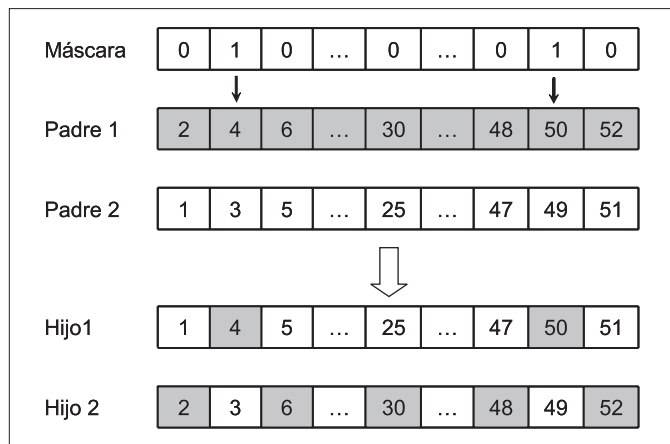 Máscara 0 1 0 ... 0 ... 0 1 0
Padre 1 2 4 6 ... 30 ... 48 50 52
Padre 2 1 3 5 ... 25 ... 47 49 51
Hijo1 1 4 5 ... 25 ... 47 50 51
Hijo 2 2 3 6 ... 30 ... 48 49 52